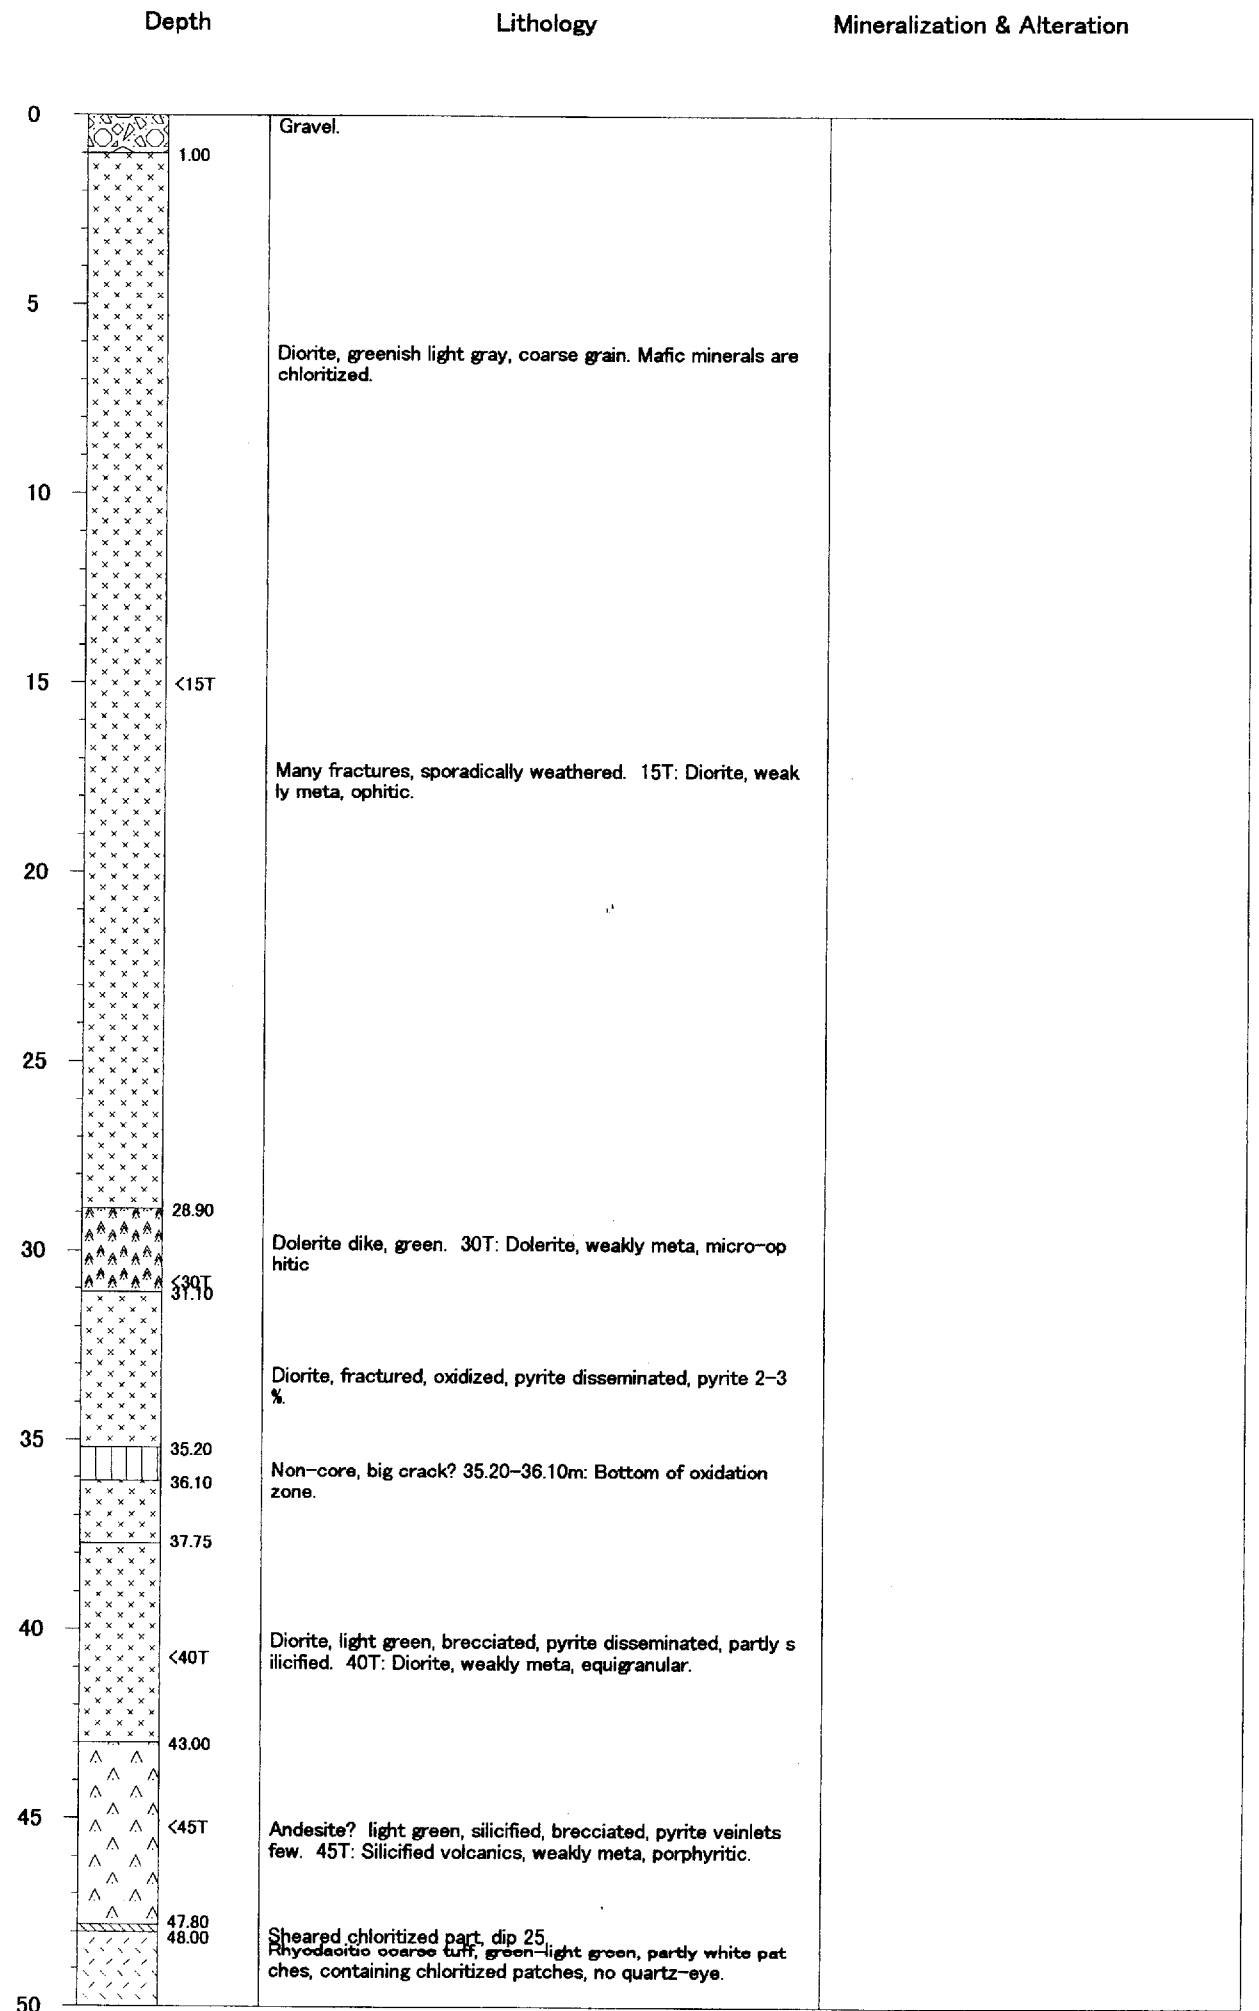 Depth Lithology Mineralization & Alteration
0
Gravel.
1.00
5
Diorite, greenish light gray, coarse grain. Mafic minerals are
chloritized.
10
15
<15T
Many fractures, sporadically weathered. 15T: Diorite, weak
ly meta, ophitic.
20
25
28.90
30
Dolerite dike, green. 30T: Dolerite, weakly meta, micro-op
hitic
<30T
31.10
Diorite, fractured, oxidized, pyrite disseminated, pyrite 2-3
%.
35
35.20
Non-core, big crack? 35.20-36.10m: Bottom of oxidation
zone.
36.10
37.75
40
Diorite, light green, brecciated, pyrite disseminated, partly s
ilicified. 40T: Diorite, weakly meta, equigranular.
<40T
43.00
45
<45T
Andesite? light green, silicified, brecciated, pyrite veinlets
few. 45T: Silicified volcanics, weakly meta, porphyritic.
47.80
48.00
Sheared chloritized part, dip 25,
Rhyodacitic coarse tuff, green-light green, partly white pat
ches, containing chloritized patches, no quartz-eye.
50